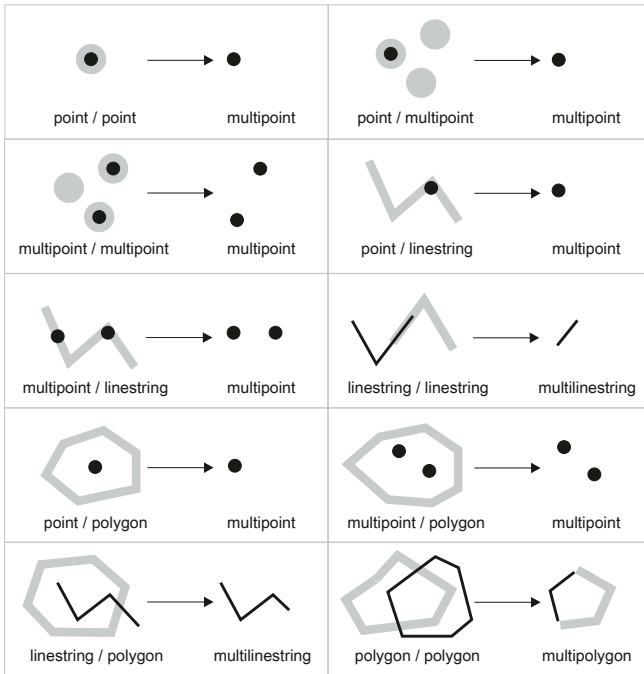 point / point
multipoint
point / multipoint
multipoint
multipoint / multipoint
multipoint
point / linestring
multipoint
multipoint / linestring
multipoint
linestring / linestring
multilinestring
point / polygon
multipoint
multipoint / polygon
multipoint
linestring / polygon
multilinestring
polygon / polygon
multipolygon